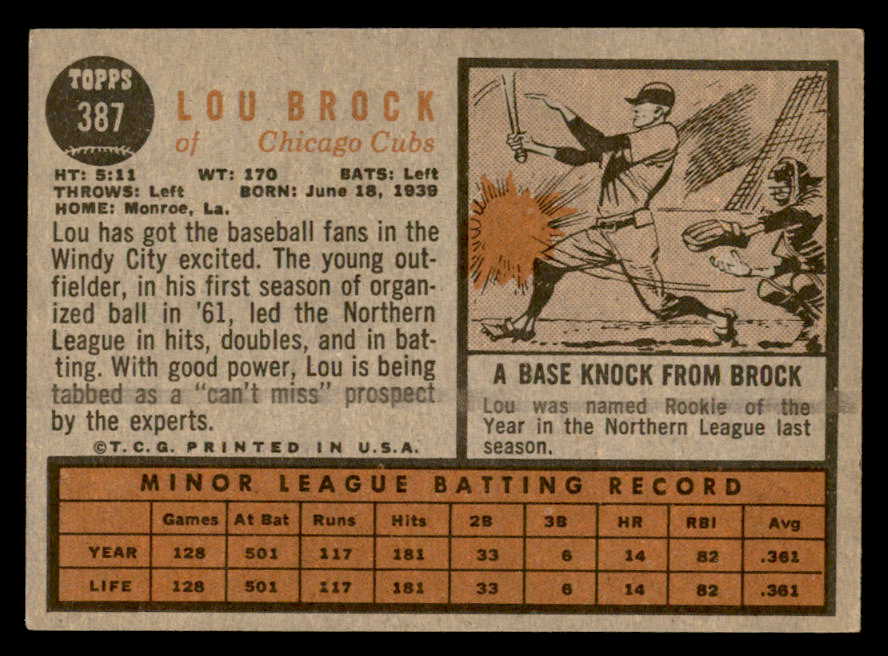 TOPPS
387
LOU BROCK
of Chicago Cubs
HT: 5:11 WT: 170 BATS: Left
THROWS: Left BORN: June 18, 1939
HOME: Monroe, La.
Lou has got the baseball fans in the
Windy City excited. The young out-
fielder, in his first season of organ-
ized ball in '61, led the Northern
League in hits, doubles, and in bat-
ting. With good power, Lou is being
tabbed as a "can't miss" prospect
by the experts.
©T.C.G. PRINTED IN U.S.A.
A BASE KNOCK FROM BROCK
Lou was named Rookie of the
Year in the Northern League last
season.
MINOR LEAGUE BATTING RECORD
Games At Bat Runs Hits 2B 3B HR RBI Avg
YEAR 128 501 117 181 33 6 14 82 .361
LIFE 128 501 117 181 33 6 14 82 .361